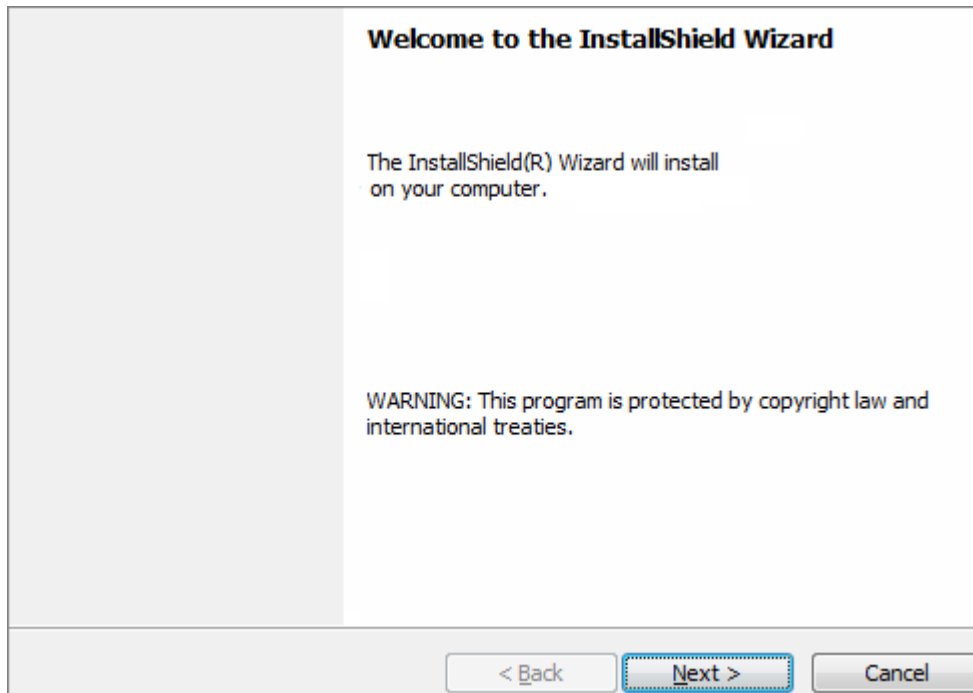 Welcome to the InstallShield Wizard
The InstallShield(R) Wizard will install
on your computer.
WARNING: This program is protected by copyright law and
international treaties.
< Back
Next >
Cancel